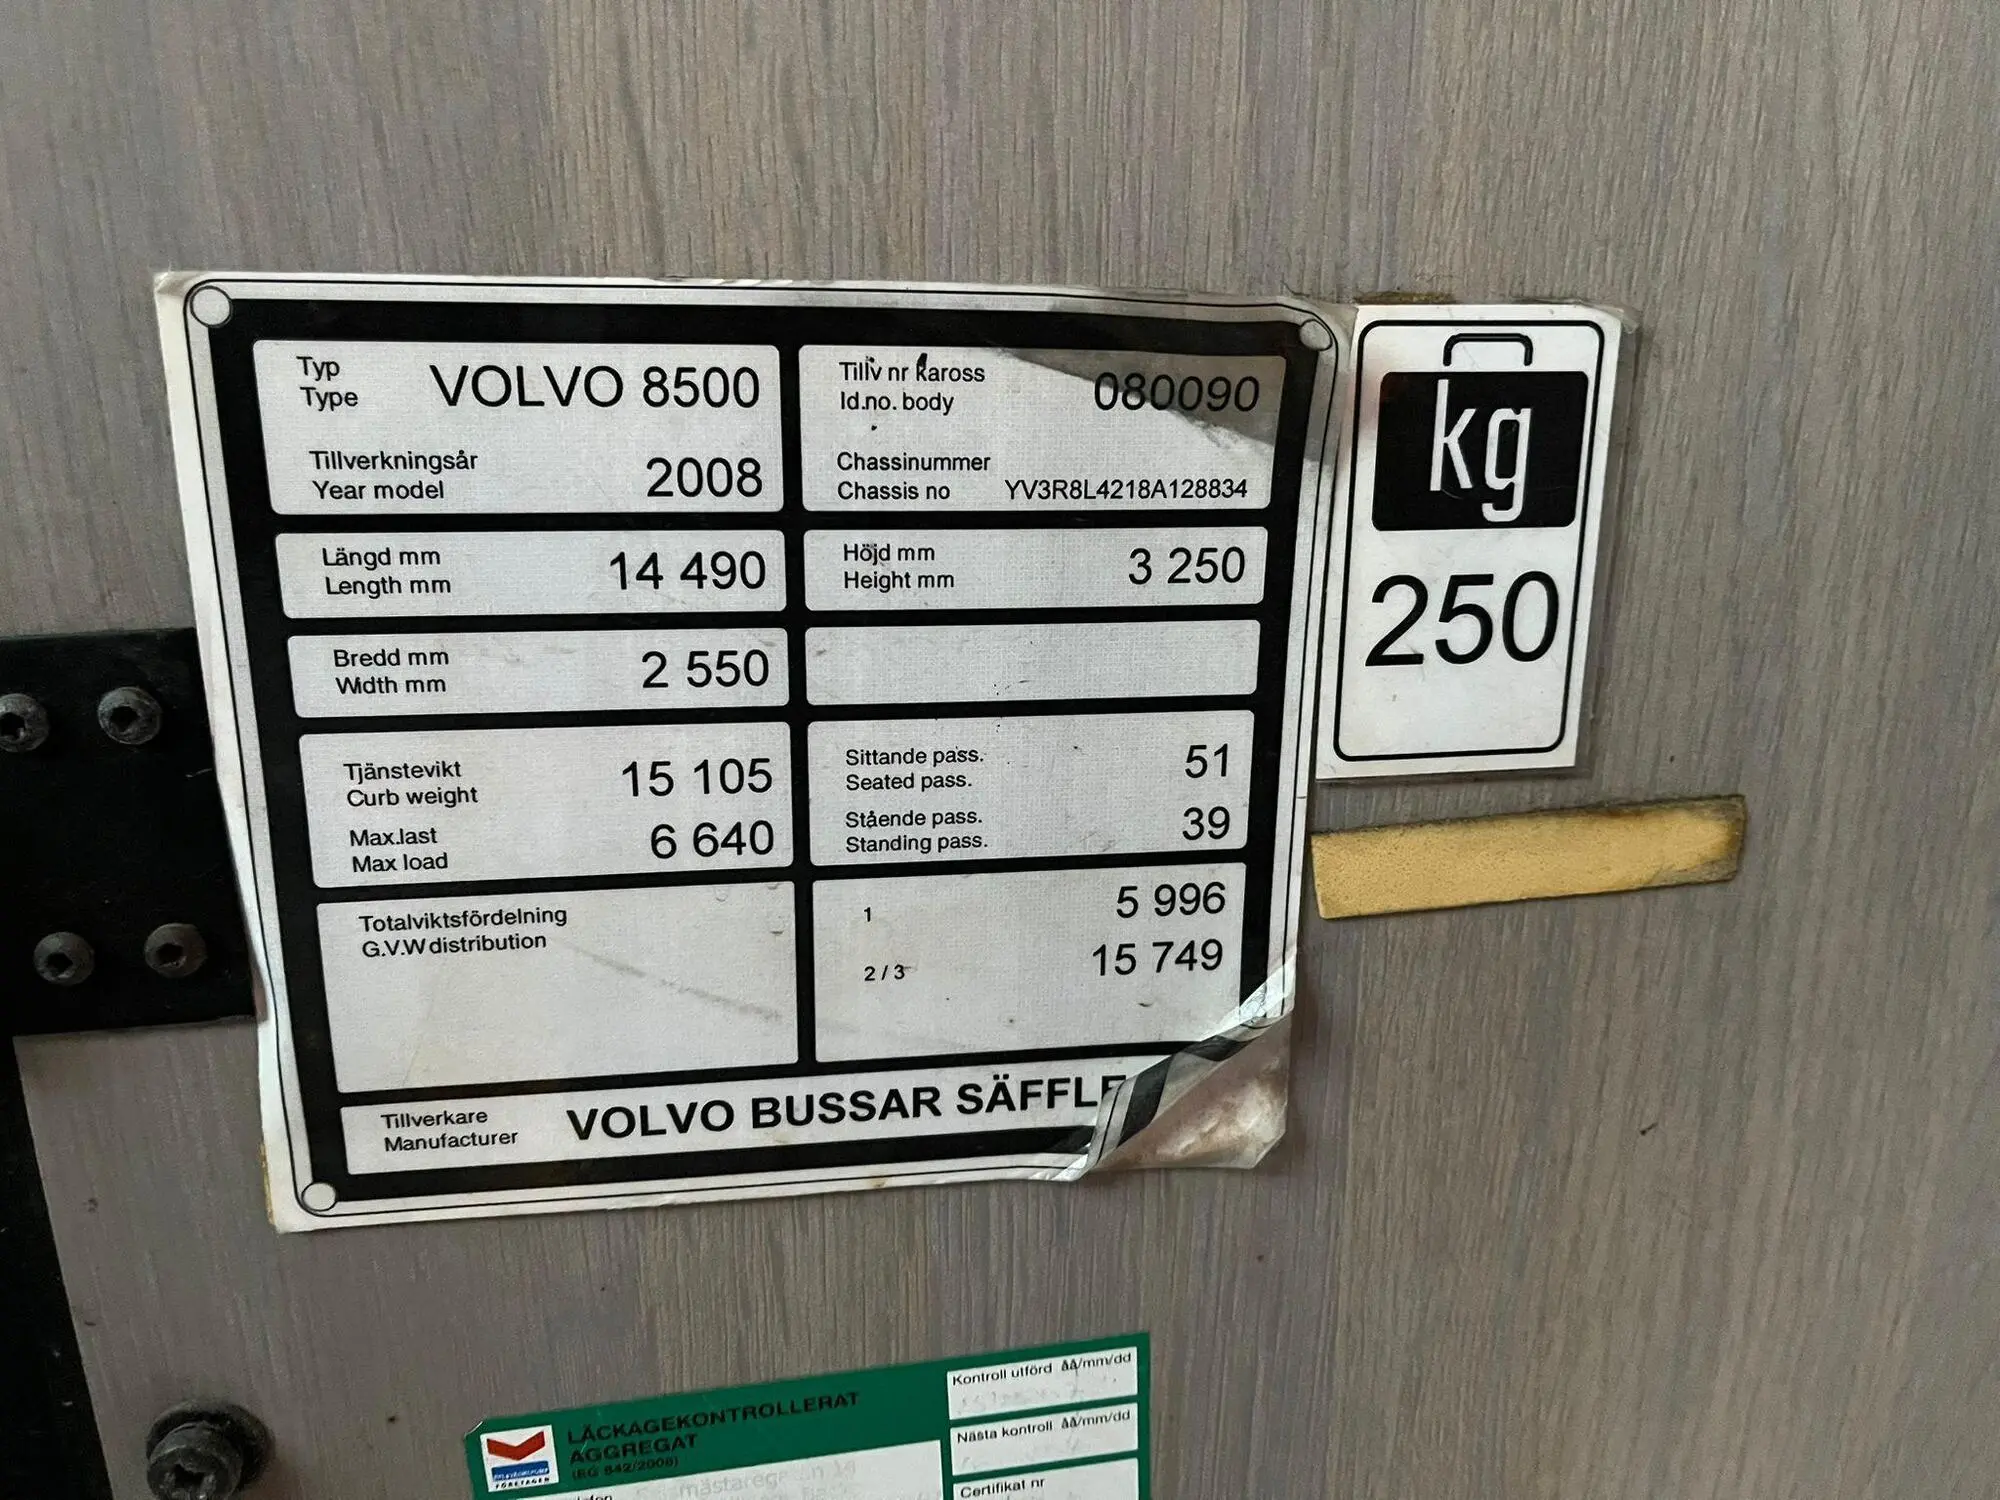 Typ
Type VOLVO 8500
Tillverkningsår
Year model 2008
Tillv nr Kaross
Id.no. body 080090
Chassinummer
Chassis no YV3R8L4218A128834
Längd mm
Length mm 14 490
Höjd mm
Height mm 3 250
Bredd mm
Width mm 2 550
Tjänstevikt
Curb weight 15 105
Max.last
Max load 6 640
Sittande pass.
Seated pass. 51
Stående pass.
Standing pass. 39
Totalviktsfördelning
G.V.W distribution
1 5 996
2 / 3 15 749
Tillverkare
Manufacturer VOLVO BUSSAR SÄFFLE
kg
250
LÄCKAGEKONTROLLERAT
AGGREGAT
(EG 842/2006)
FÖRETAGEN
Kontroll utförd åå/mm/dd
Nästa kontroll åå/mm/dd
Certifikat nr